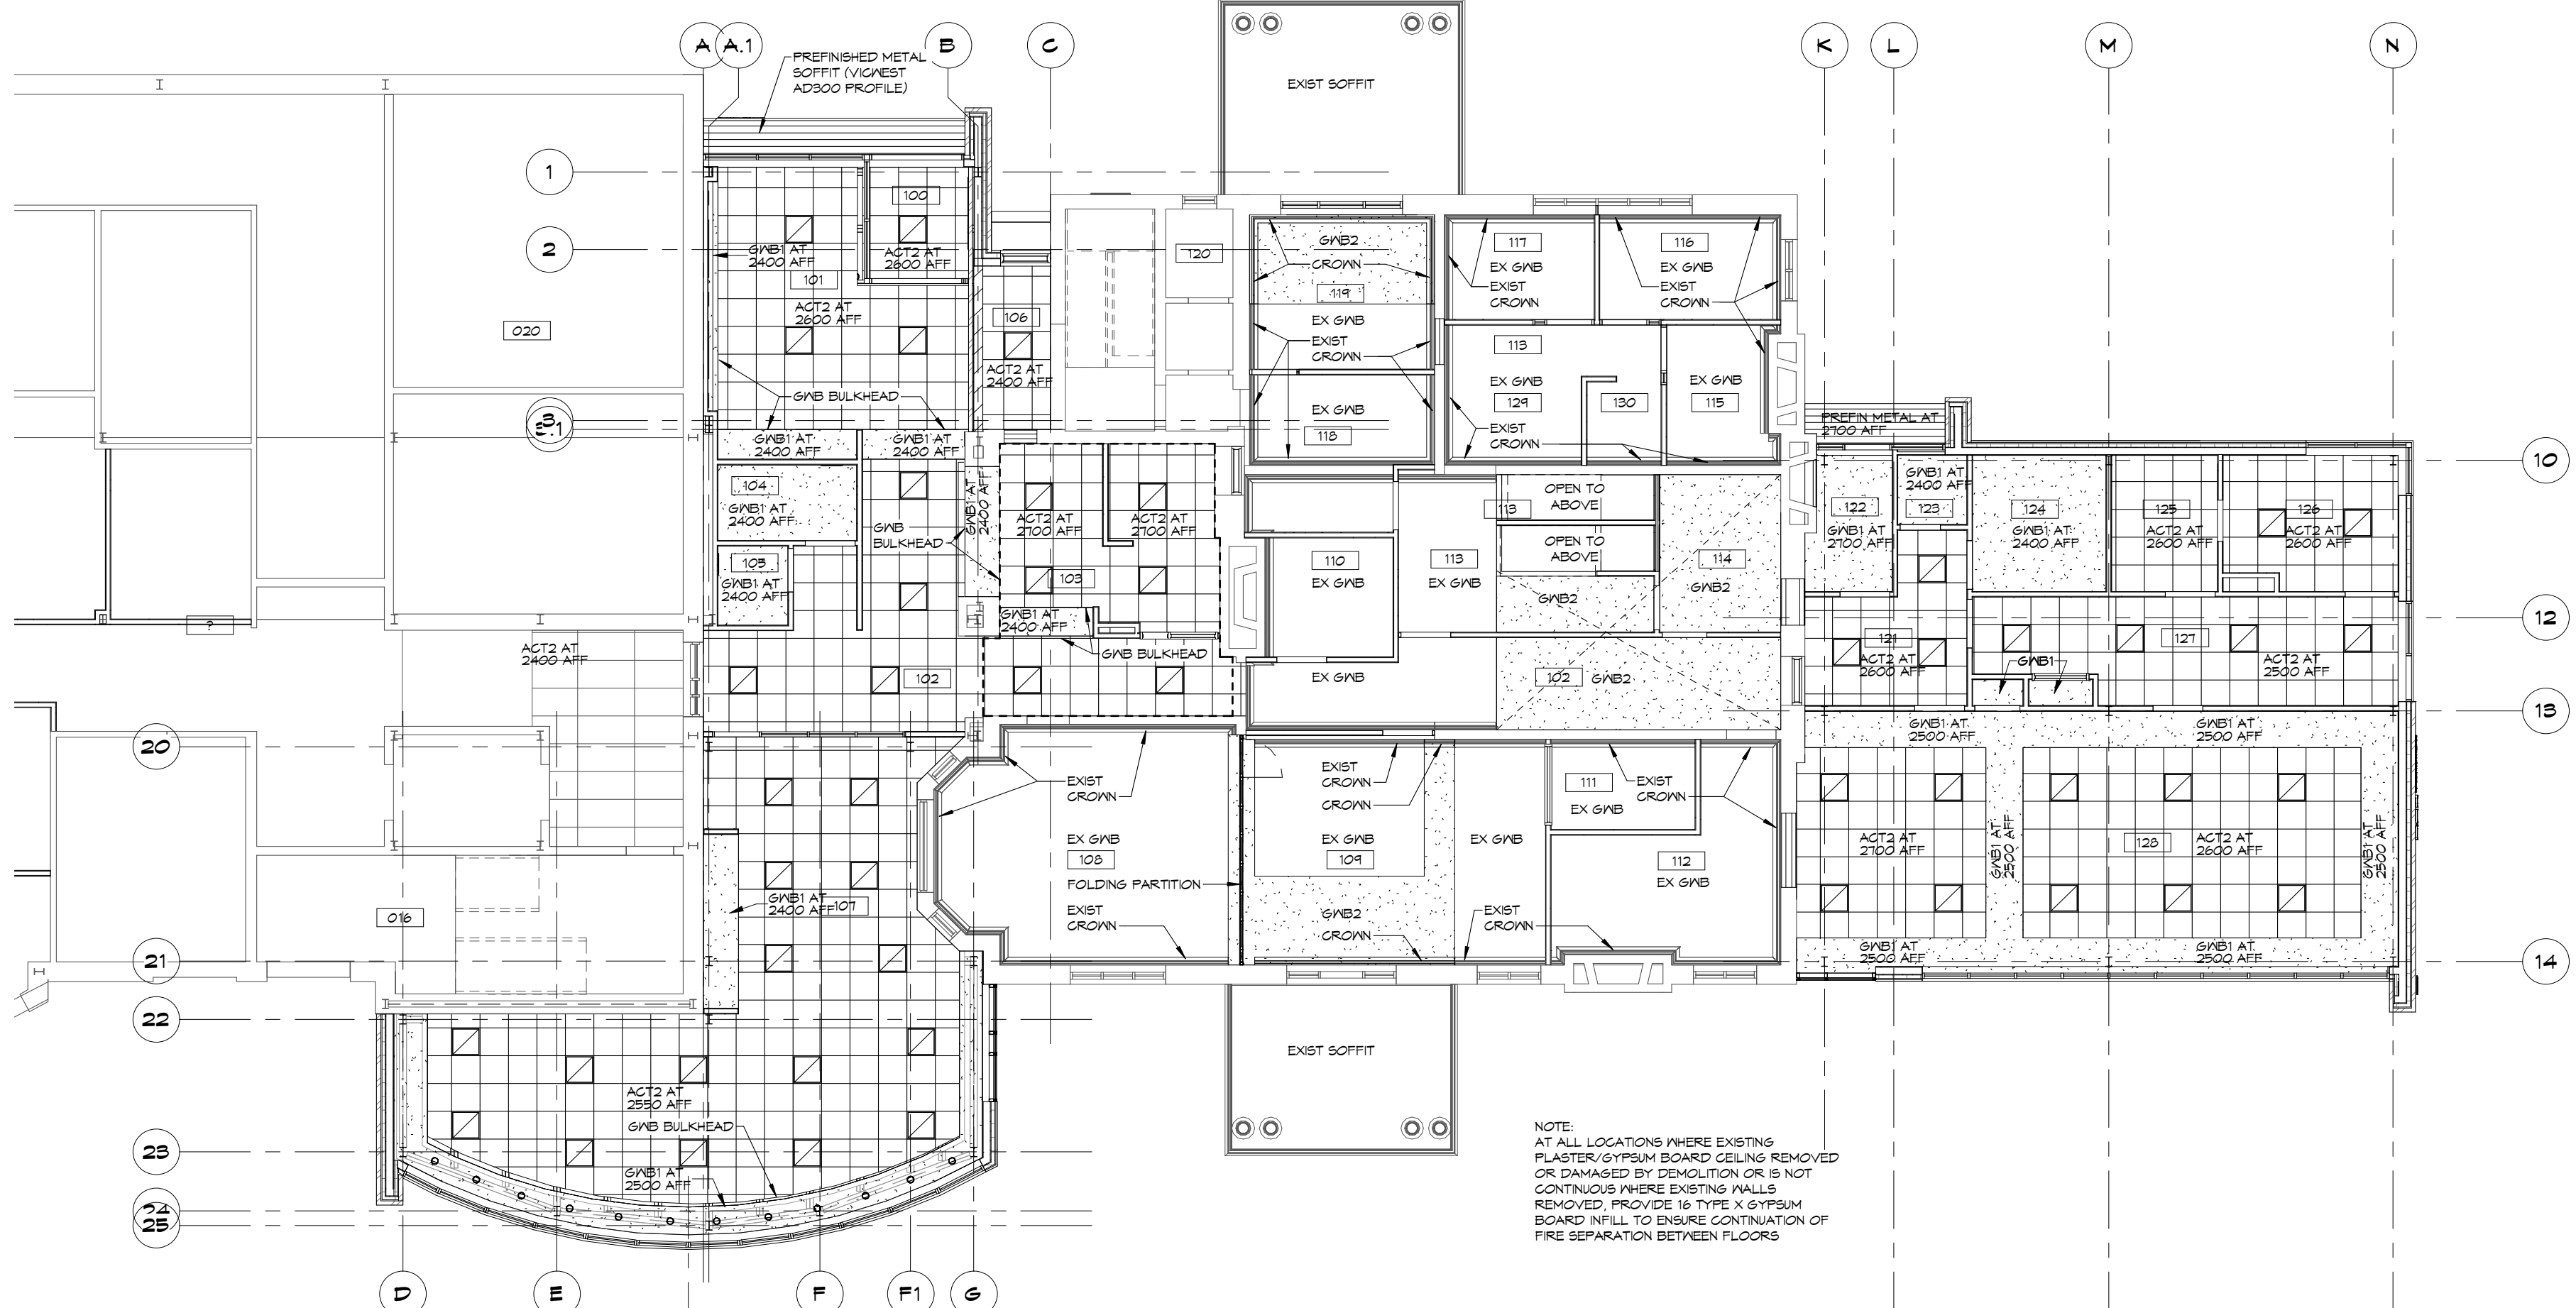 A
A.1
B
C
K
L
M
N
PREFINISHED METAL
SOFFIT (VICWEST
AD300 PROFILE)
EXIST SOFFIT
1
2
3
10
12
13
14
20
21
22
23
24
25
D
E
F
F1
G
100
ACT2 AT
2600 AFF
GWB1 AT
2400 AFF
101
ACT2 AT
2600 AFF
020
106
ACT2 AT
2400 AFF
GWB BULKHEAD
GWB1 AT
2400 AFF
GWB1 AT
2400 AFF
120
GWB2
CROWN
119
EX GWB
EXIST
CROWN
EX GWB
118
117
EX GWB
EXIST
CROWN
116
EX GWB
EXIST
CROWN
113
EX GWB
129
130
EX GWB
115
EXIST
CROWN
PREFIN METAL AT
2700 AFF
104
GWB1 AT
2400 AFF
105
GWB1 AT
2400 AFF
GWB
BULKHEAD
GWB1 AT
2400 AFF
ACT2 AT
2700 AFF
ACT2 AT
2700 AFF
103
GWB1 AT
2400 AFF
GWB BULKHEAD
102
110
EX GWB
EX GWB
113
EX GWB
113
OPEN TO
ABOVE
OPEN TO
ABOVE
GWB2
114
GWB2
102
GWB2
122
GWB1 AT
2700 AFF
GWB1 AT
2400 AFF
123
124
GWB1 AT
2400 AFF
125
ACT2 AT
2600 AFF
126
ACT2 AT
2600 AFF
121
ACT2 AT
2600 AFF
GWB1
127
ACT2 AT
2500 AFF
?
ACT2 AT
2400 AFF
016
GWB1 AT
2400 AFF
107
EXIST
CROWN
EX GWB
108
FOLDING PARTITION
EXIST
CROWN
EXIST
CROWN
CROWN
EX GWB
109
GWB2
CROWN
EX GWB
EXIST
CROWN
111
EX GWB
EXIST
CROWN
112
EX GWB
GWB1 AT
2500 AFF
GWB1 AT
2500 AFF
ACT2 AT
2700 AFF
GWB1 AT
2500 AFF
128
ACT2 AT
2600 AFF
GWB1 AT
2500 AFF
GWB1 AT
2500 AFF
GWB1 AT
2500 AFF
ACT2 AT
2550 AFF
GWB BULKHEAD
GWB1 AT
2500 AFF
EXIST SOFFIT
NOTE:
AT ALL LOCATIONS WHERE EXISTING
PLASTER/GYPSUM BOARD CEILING REMOVED
OR DAMAGED BY DEMOLITION OR IS NOT
CONTINUOUS WHERE EXISTING WALLS
REMOVED, PROVIDE 16 TYPE X GYPSUM
BOARD INFILL TO ENSURE CONTINUATION OF
FIRE SEPARATION BETWEEN FLOORS